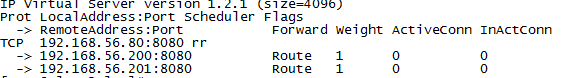 IP Virtual Server version 1.2.1 (size=4096)
Prot LocalAddress:Port Scheduler Flags
  -> RemoteAddress:Port           Forward Weight ActiveConn InActConn
TCP  192.168.56.80:8080 rr
  -> 192.168.56.200:8080          Route   1      0          0
  -> 192.168.56.201:8080          Route   1      0          0